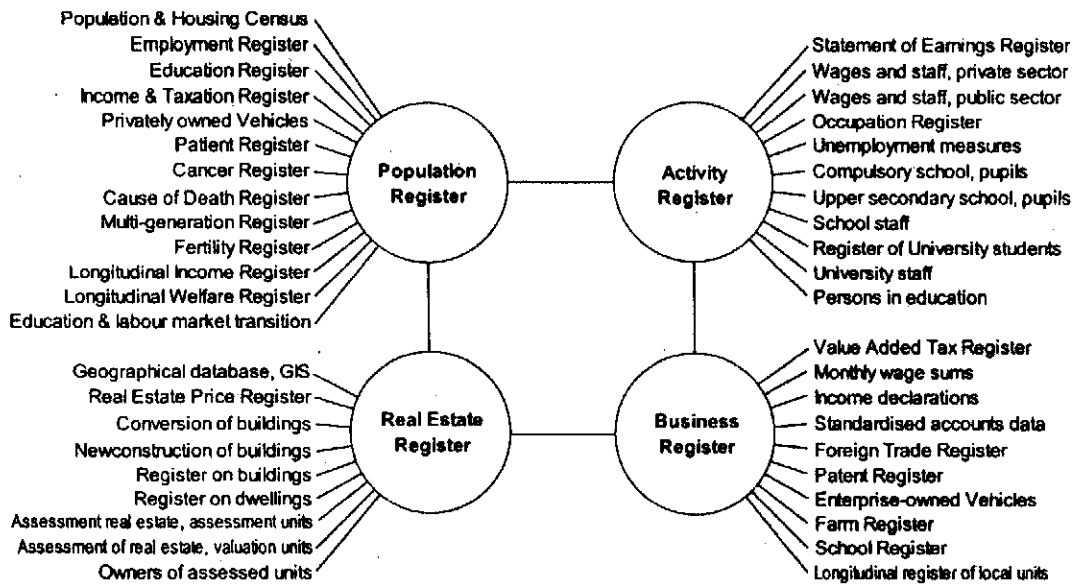 Population & Housing Census
Employment Register
Education Register
Income & Taxation Register
Privately owned Vehicles
Patient Register
Cancer Register
Cause of Death Register
Multi-generation Register
Fertility Register
Longitudinal Income Register
Longitudinal Welfare Register
Education & labour market transition
Population
Register
Activity
Register
Statement of Earnings Register
Wages and staff, private sector
Wages and staff, public sector
Occupation Register
Unemployment measures
Compulsory school, pupils
Upper secondary school, pupils
School staff
Register of University students
University staff
Persons in education
Geographical database, GIS
Real Estate Price Register
Conversion of buildings
Newconstruction of buildings
Register on buildings
Register on dwellings
Assessment real estate, assessment units
Assessment of real estate, valuation units
Owners of assessed units
Real Estate
Register
Business
Register
Value Added Tax Register
Monthly wage sums
Income declarations
Standardised accounts data
Foreign Trade Register
Patent Register
Enterprise-owned Vehicles
Farm Register
School Register
Longitudinal register of local units